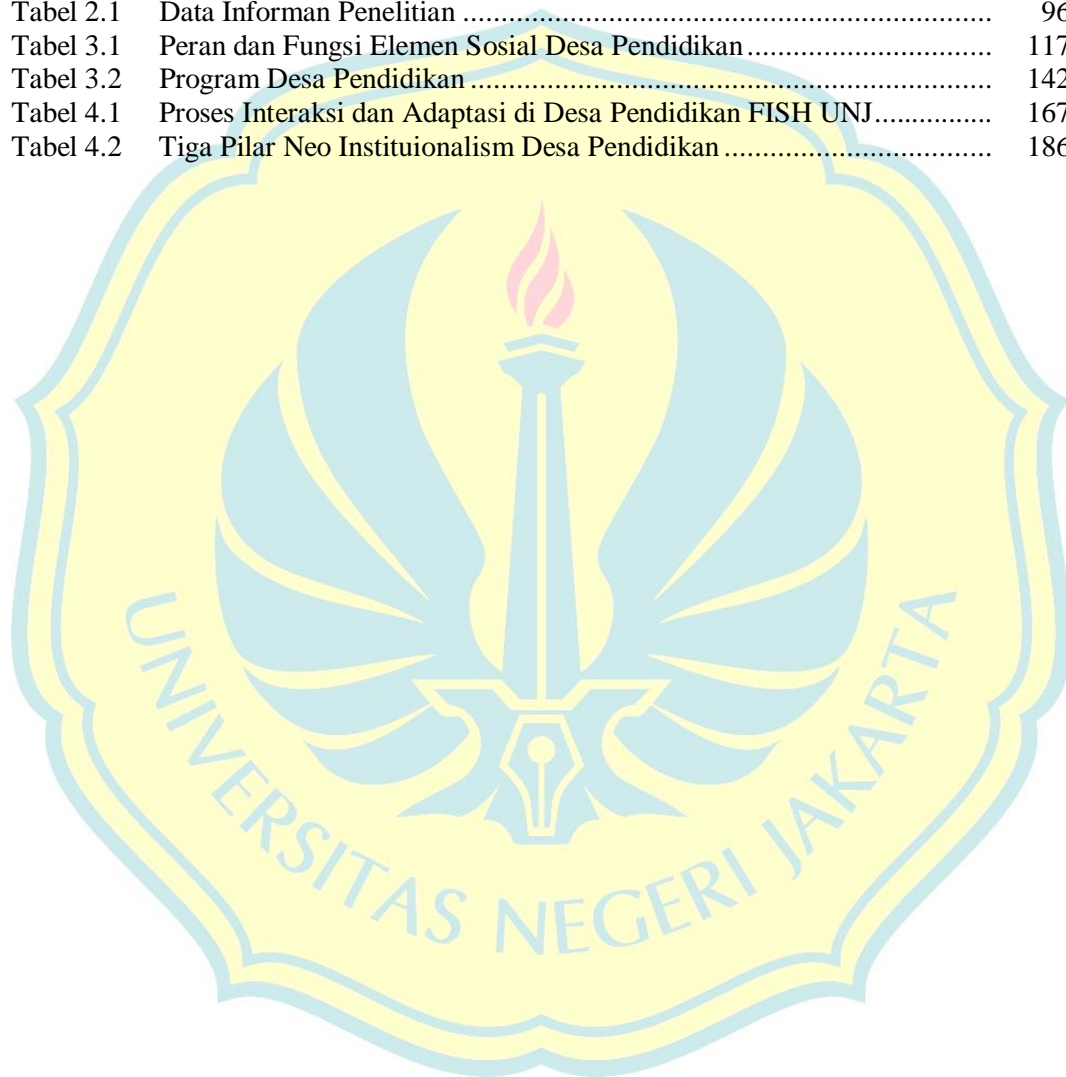 Tabel 2.1 Data Informan Penelitian ..................................................................... 96
Tabel 3.1 Peran dan Fungsi Elemen Sosial Desa Pendidikan ................................ 117
Tabel 3.2 Program Desa Pendidikan .................................................................... 142
Tabel 4.1 Proses Interaksi dan Adaptasi di Desa Pendidikan FISH UNJ............... 167
Tabel 4.2 Tiga Pilar Neo Instituionalism Desa Pendidikan ................................... 186
UNIVERSITAS NEGERI JAKARTA